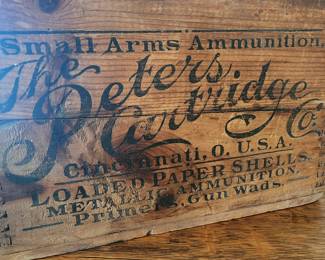 Small Arms Ammunition.
The
Peters
Cartridge
Co.
Cincinnati, O. U.S.A.
LOADED PAPER SHELLS.
METALLIC AMMUNITION.
Primers, Gun Wads.